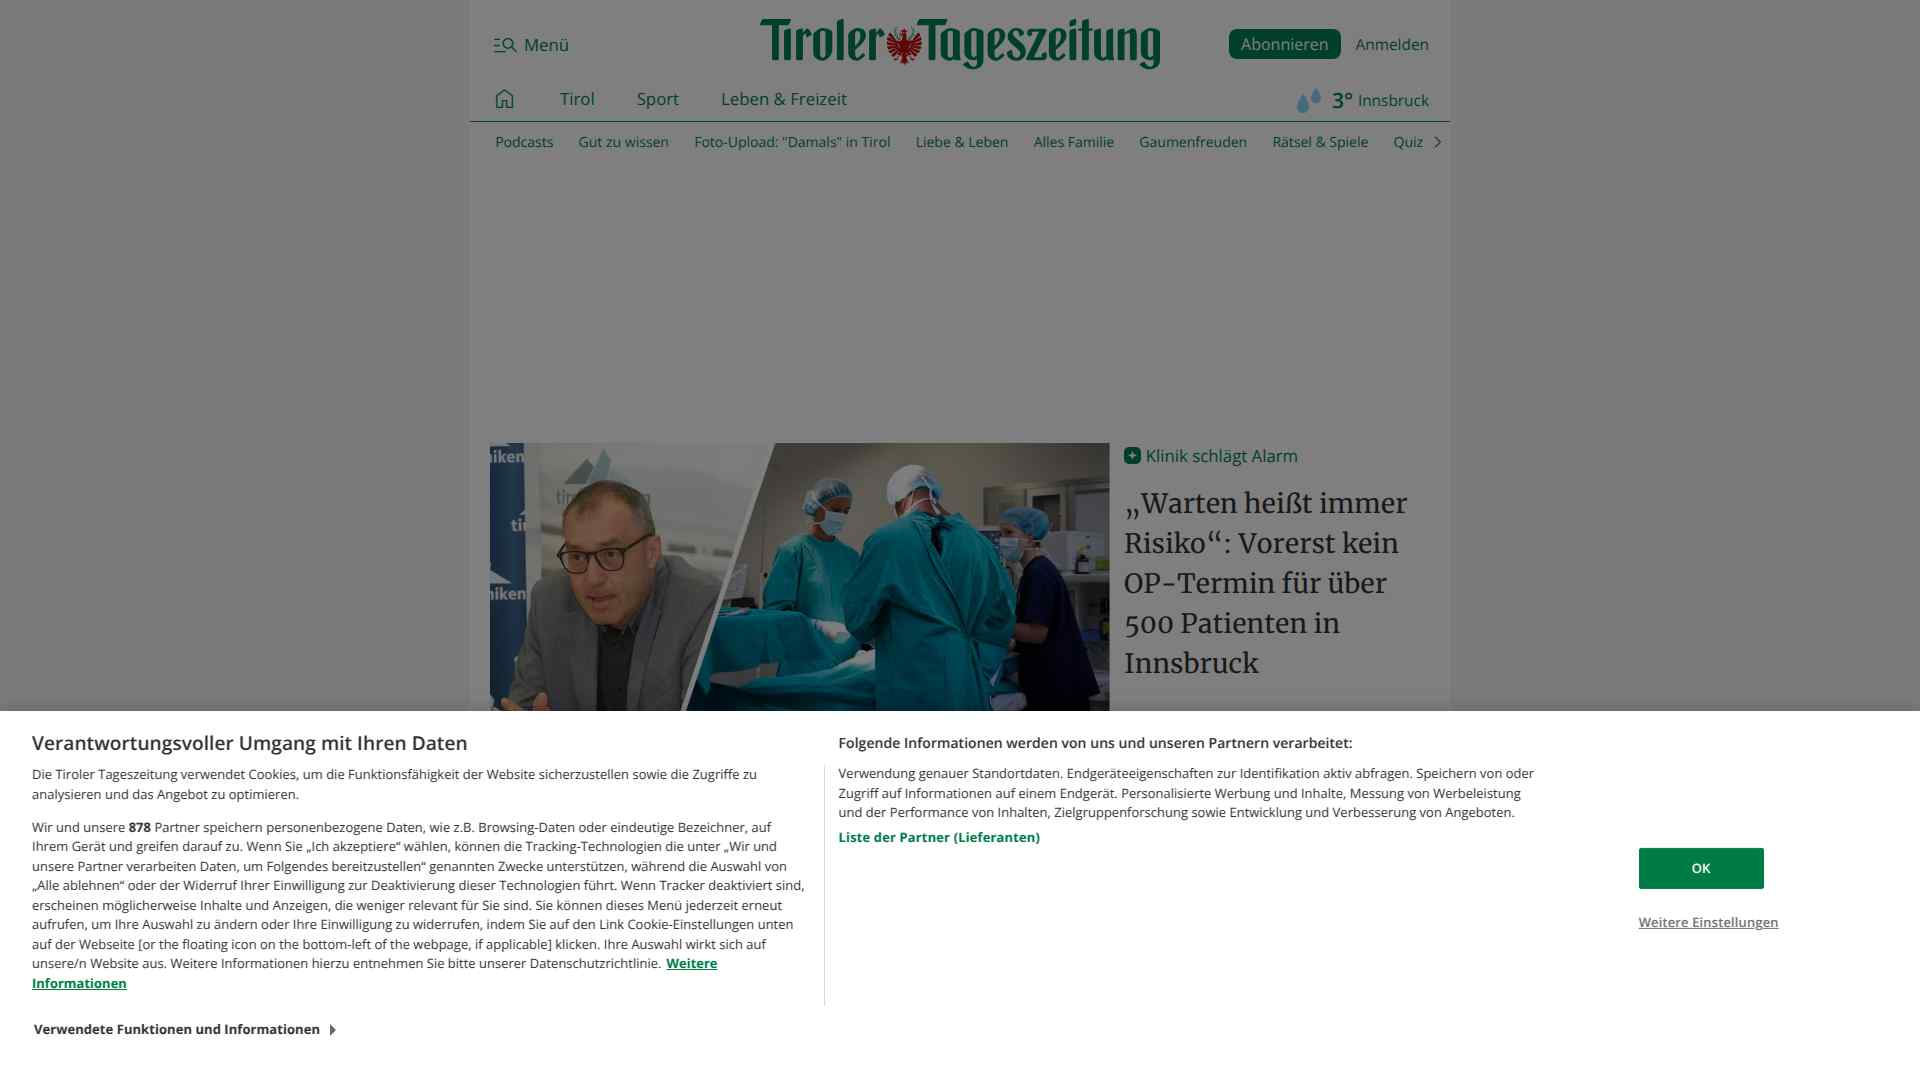 Menü
Tiroler Tageszeitung
Abonnieren
Anmelden
Tirol
Sport
Leben & Freizeit
3° Innsbruck
Podcasts
Gut zu wissen
Foto-Upload: "Damals" in Tirol
Liebe & Leben
Alles Familie
Gaumenfreuden
Rätsel & Spiele
Quiz
Klinik schlägt Alarm
„Warten heißt immer
Risiko“: Vorerst kein
OP-Termin für über
500 Patienten in
Innsbruck
Verantwortungsvoller Umgang mit Ihren Daten
Die Tiroler Tageszeitung verwendet Cookies, um die Funktionsfähigkeit der Website sicherzustellen sowie die Zugriffe zu
analysieren und das Angebot zu optimieren.
Wir und unsere 878 Partner speichern personenbezogene Daten, wie z.B. Browsing-Daten oder eindeutige Bezeichner, auf
Ihrem Gerät und greifen darauf zu. Wenn Sie „Ich akzeptiere“ wählen, können die Tracking-Technologien die unter „Wir und
unsere Partner verarbeiten Daten, um Folgendes bereitzustellen“ genannten Zwecke unterstützen, während die Auswahl von
„Alle ablehnen“ oder der Widerruf Ihrer Einwilligung zur Deaktivierung dieser Technologien führt. Wenn Tracker deaktiviert sind,
erscheinen möglicherweise Inhalte und Anzeigen, die weniger relevant für Sie sind. Sie können dieses Menü jederzeit erneut
aufrufen, um Ihre Auswahl zu ändern oder Ihre Einwilligung zu widerrufen, indem Sie auf den Link Cookie-Einstellungen unten
auf der Webseite [or the floating icon on the bottom-left of the webpage, if applicable] klicken. Ihre Auswahl wirkt sich auf
unsere/n Website aus. Weitere Informationen hierzu entnehmen Sie bitte unserer Datenschutzrichtlinie. Weitere
Informationen
Verwendete Funktionen und Informationen
Folgende Informationen werden von uns und unseren Partnern verarbeitet:
Verwendung genauer Standortdaten. Endgeräteeigenschaften zur Identifikation aktiv abfragen. Speichern von oder
Zugriff auf Informationen auf einem Endgerät. Personalisierte Werbung und Inhalte, Messung von Werbeleistung
und der Performance von Inhalten, Zielgruppenforschung sowie Entwicklung und Verbesserung von Angeboten.
Liste der Partner (Lieferanten)
OK
Weitere Einstellungen